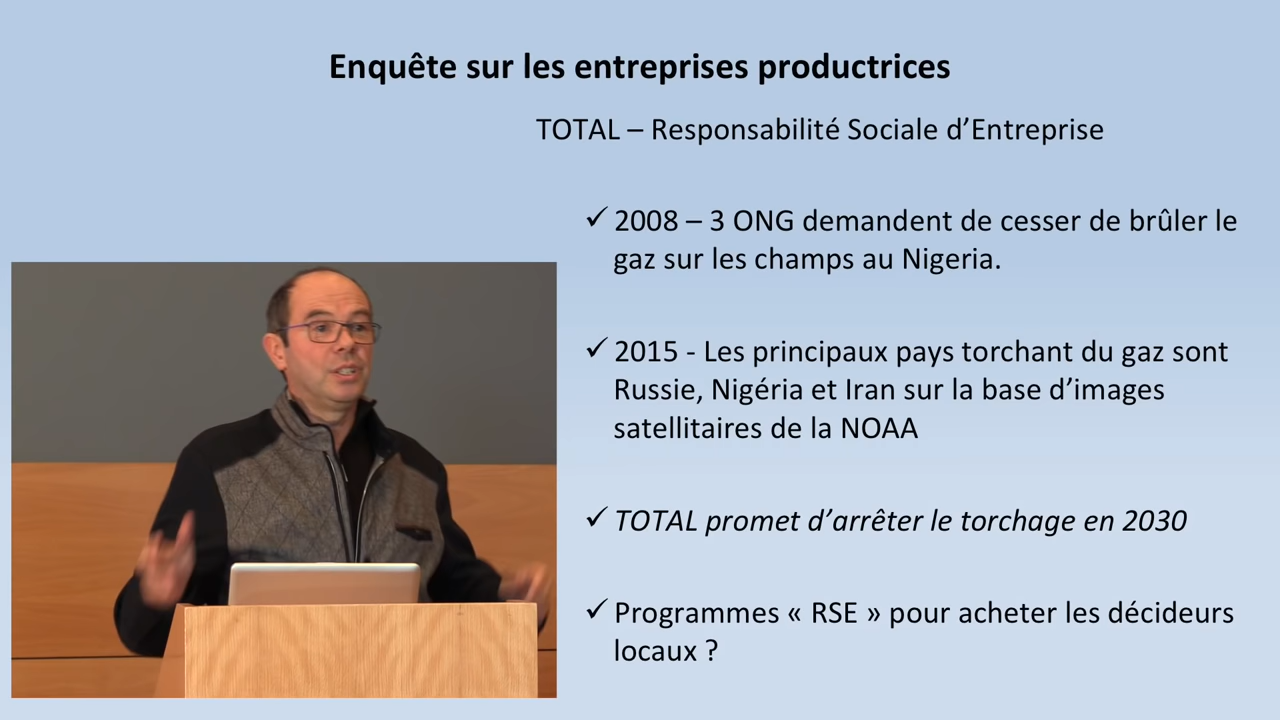 Enquête sur les entreprises productrices
TOTAL – Responsabilité Sociale d’Entreprise
✓ 2008 – 3 ONG demandent de cesser de brûler le
gaz sur les champs au Nigeria.
✓ 2015 - Les principaux pays torchant du gaz sont
Russie, Nigéria et Iran sur la base d’images
satellitaires de la NOAA
✓ TOTAL promet d’arrêter le torchage en 2030
✓ Programmes « RSE » pour acheter les décideurs
locaux ?